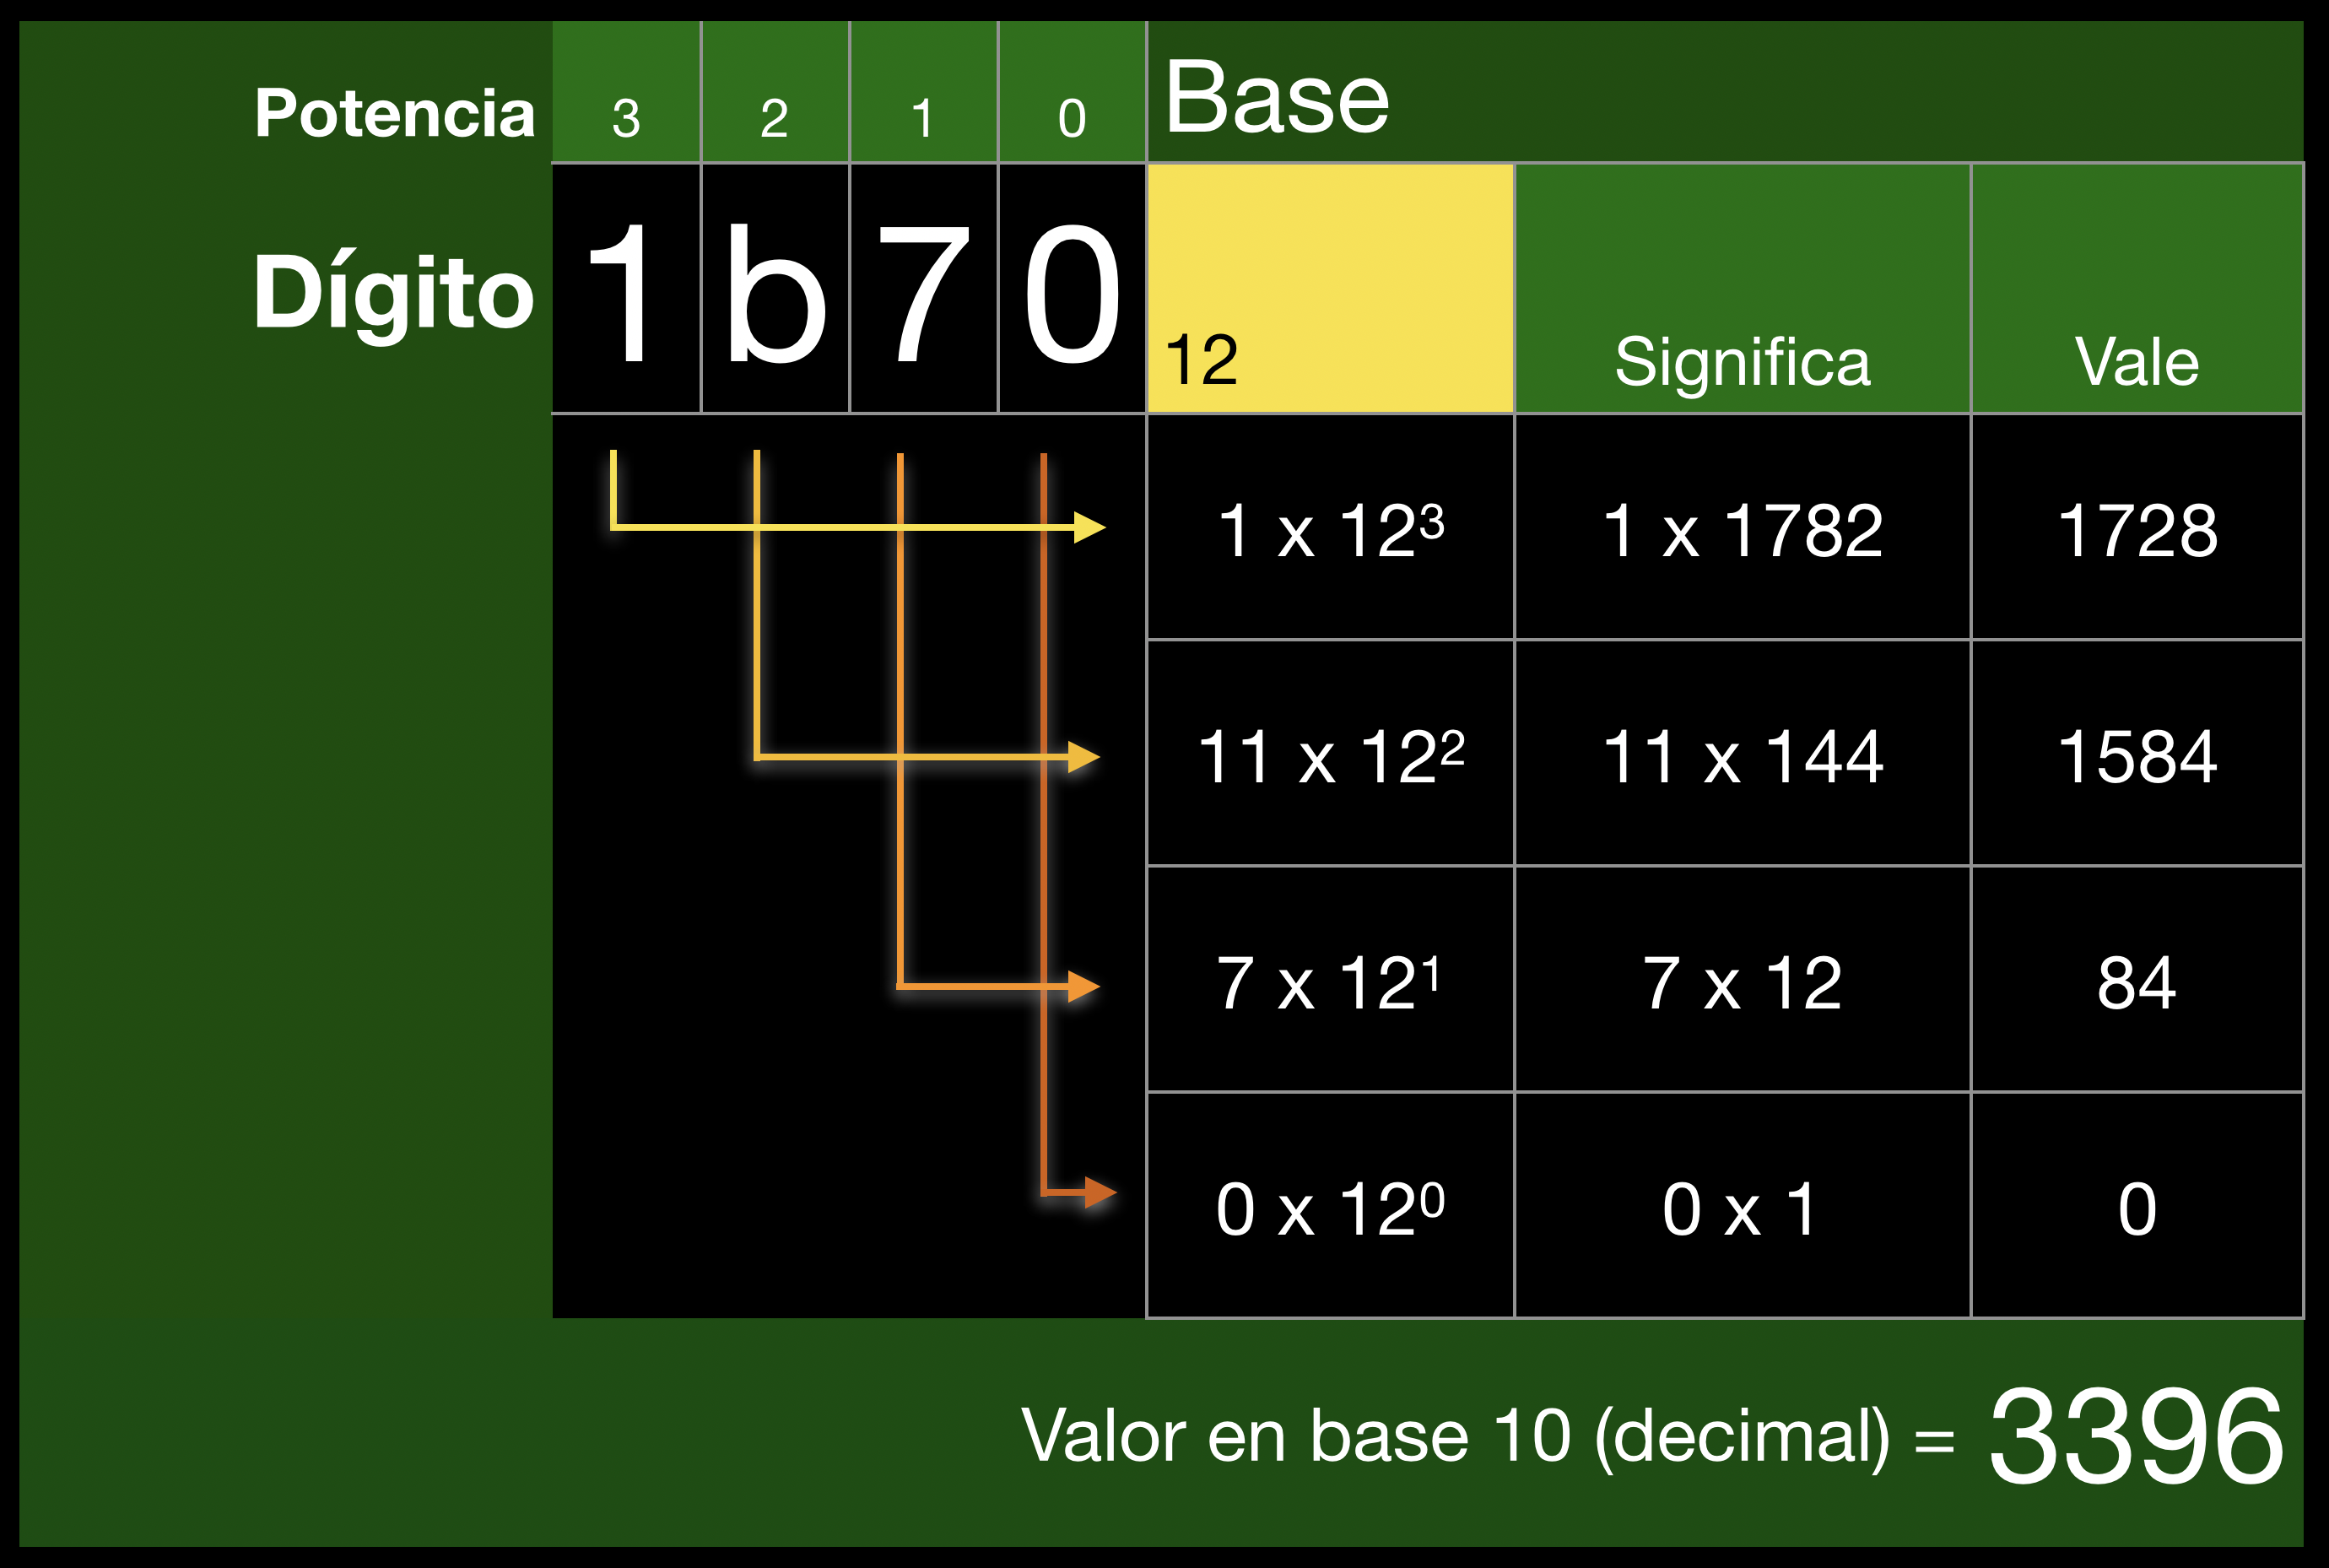 Potencia 3 2 1 0 Base
Dígito 1 b 7 0 12 Significa Vale
1 x 12³ 1 x 1782 1728
11 x 12² 11 x 144 1584
7 x 12¹ 7 x 12 84
0 x 12⁰ 0 x 1 0
Valor en base 10 (decimal) = 3396